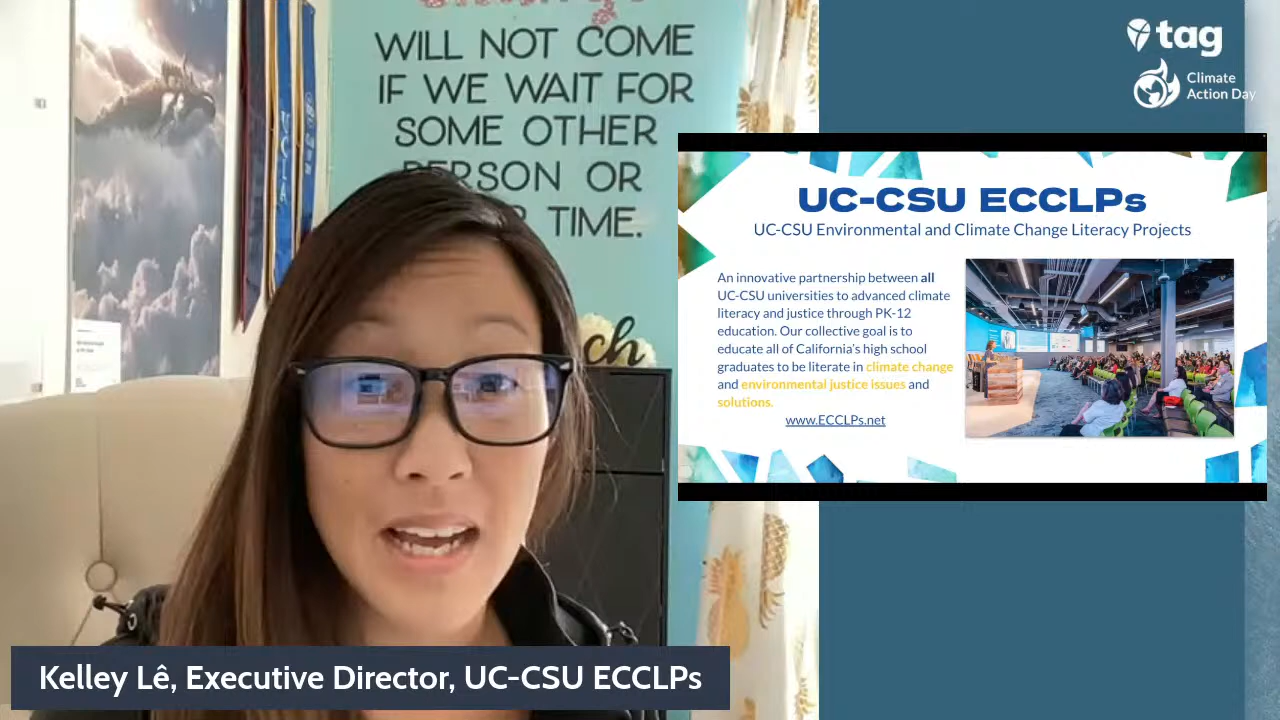 WILL NOT COME
IF WE WAIT FOR
SOME OTHER
PERSON OR
TIME.
UCLA
ch
tag
Climate
Action Day
UC-CSU ECCLPs
UC-CSU Environmental and Climate Change Literacy Projects
An innovative partnership between all
UC-CSU universities to advanced climate
literacy and justice through PK-12
education. Our collective goal is to
educate all of California's high school
graduates to be literate in climate change
and environmental justice issues and
solutions.
www.ECCLPs.net
Kelley Lê, Executive Director, UC-CSU ECCLPs